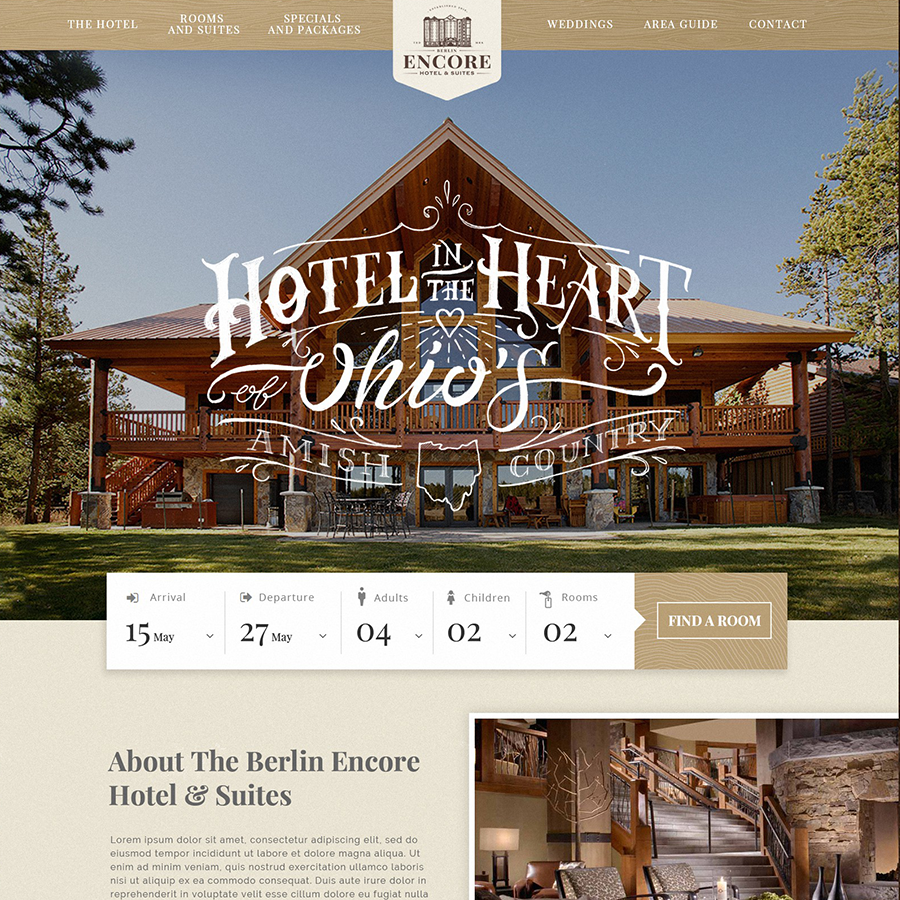 THE HOTEL
ROOMS
AND SUITES
SPECIALS
AND PACKAGES
BERLIN
ENCORE
HOTEL & SUITES
WEDDINGS
AREA GUIDE
CONTACT
HOTEL IN THE HEART
of Ohio's
AMISH COUNTRY
Arrival
15 May
Departure
27 May
Adults
04
Children
02
Rooms
02
FIND A ROOM
About The Berlin Encore
Hotel & Suites
Lorem ipsum dolor sit amet, consectetur adipiscing elit, sed do
eiusmod tempor incididunt ut labore et dolore magna aliqua. Ut
enim ad minim veniam, quis nostrud exercitation ullamco laboris
nisi ut aliquip ex ea commodo consequat. Duis aute irure dolor in
reprehenderit in voluptate velit esse cillum dolore eu fugiat nulla